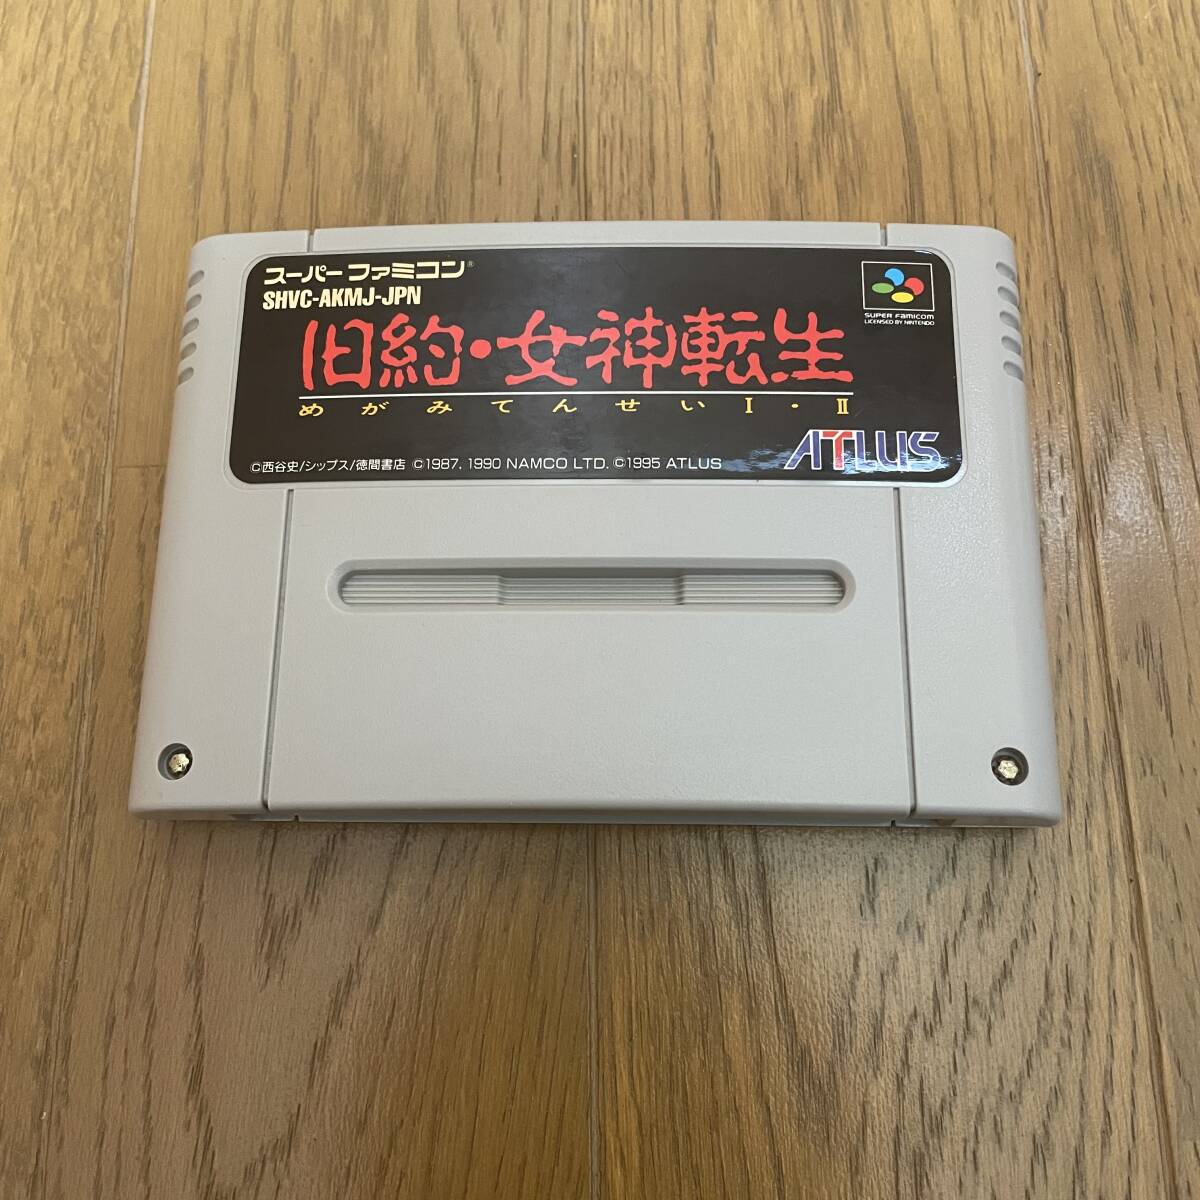 スーパーファミコン®
SHVC-AKMJ-JPN
旧約・女神転生
めがみてんせいⅠ・Ⅱ
©西谷史/シップス/徳間書店 ©1987, 1990 NAMCO LTD. ©1995 ATLUS
SUPER FAMICOM
LICENSED BY NINTENDO
ATLUS